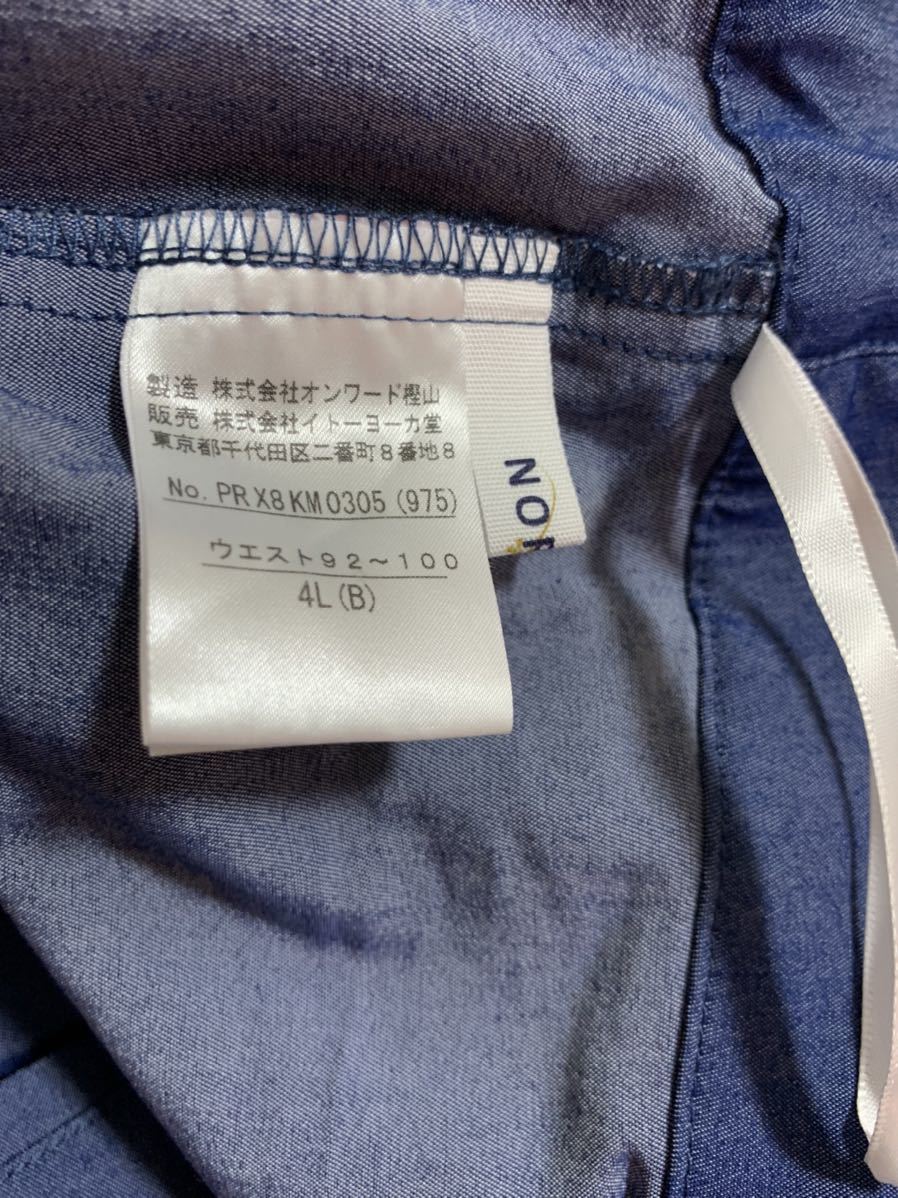 製造 株式会社オンワード樫山
販売 株式会社イトーヨーカ堂
東京都千代田区二番町8番地8
No. PRX8KM0305(975)
ウエスト92～100
4L(B)
NO